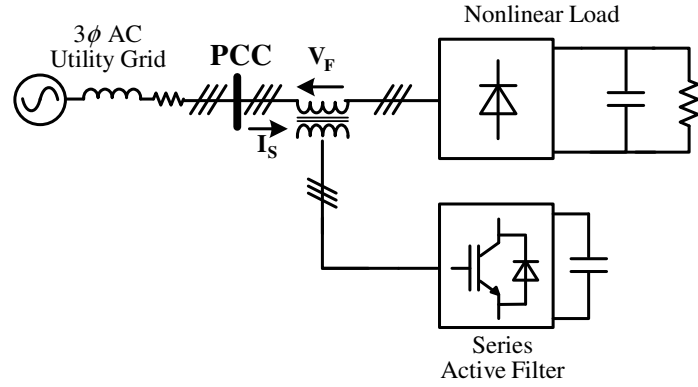 Nonlinear Load
3ϕ AC
Utility Grid
PCC
V_F
I_S
Series
Active Filter